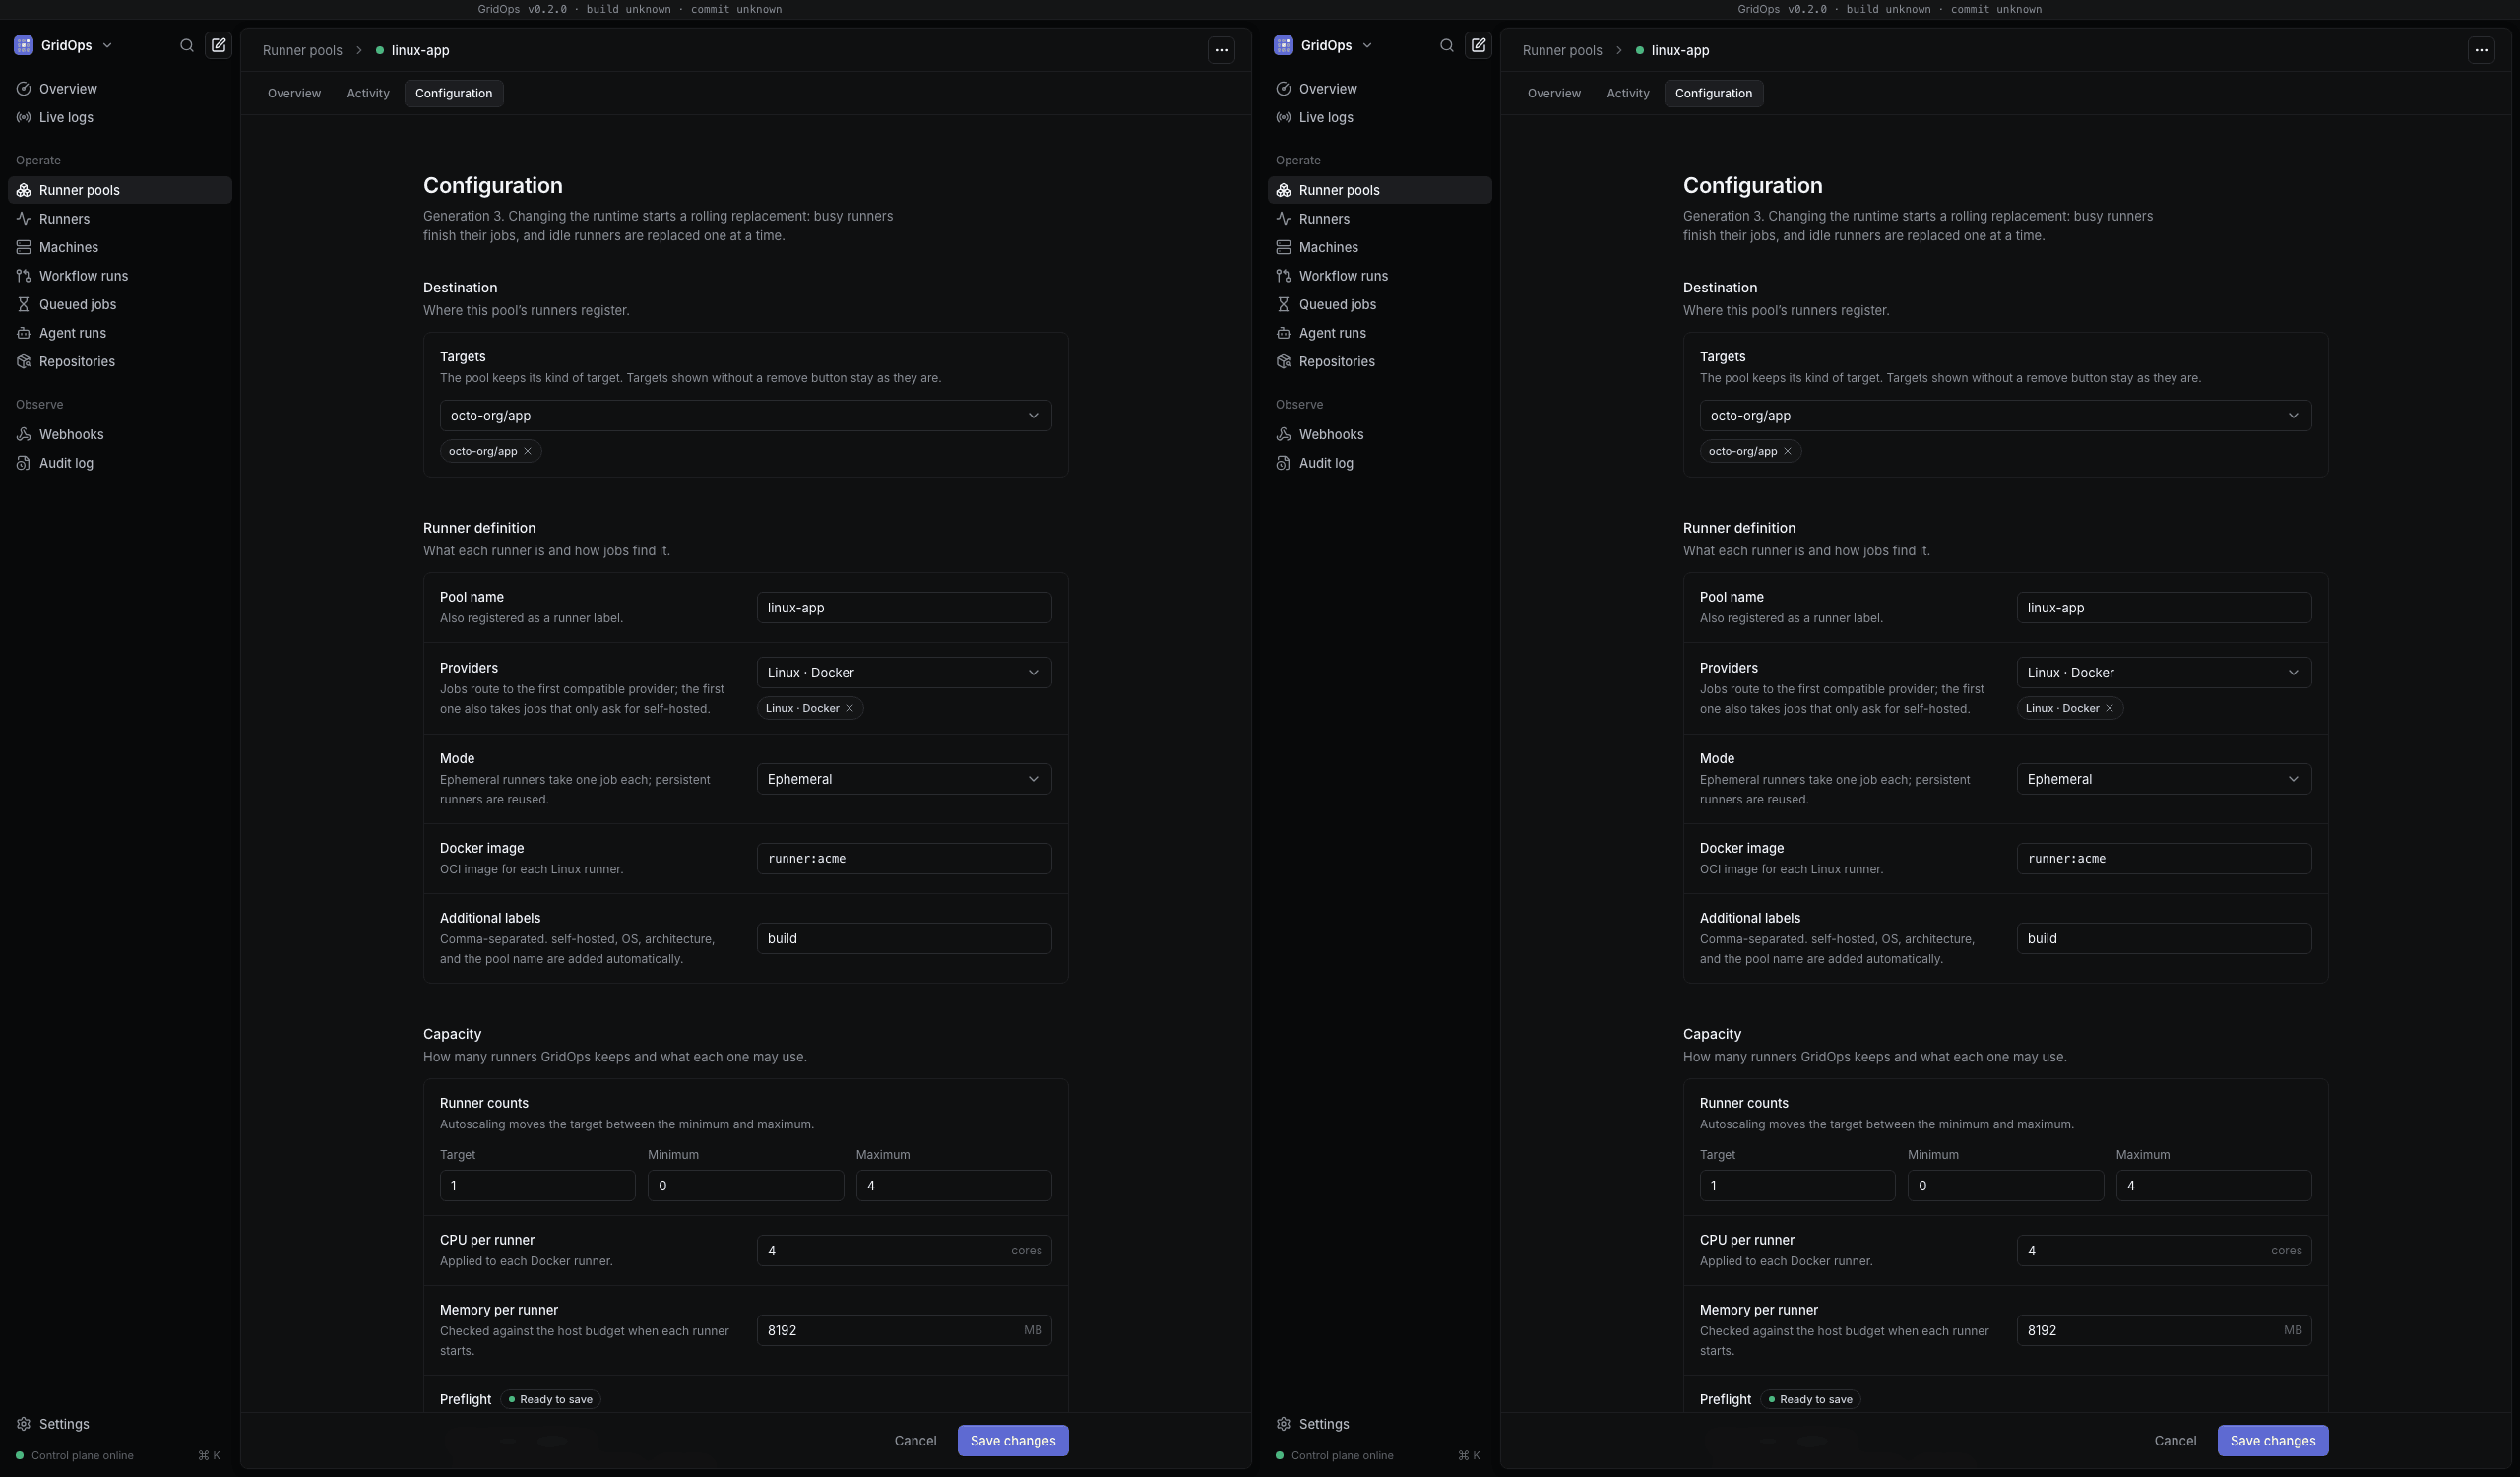 GridOps v0.2.0 · build unknown · commit unknown
GridOps
Overview
Live logs
Operate
Runner pools
Runners
Machines
Workflow runs
Queued jobs
Agent runs
Repositories
Observe
Webhooks
Audit log
Settings
Control plane online ⌘ K
Runner pools > linux-app
Overview Activity Configuration
Configuration
Generation 3. Changing the runtime starts a rolling replacement: busy runners
finish their jobs, and idle runners are replaced one at a time.
Destination
Where this pool’s runners register.
Targets
The pool keeps its kind of target. Targets shown without a remove button stay as they are.
octo-org/app
octo-org/app ×
Runner definition
What each runner is and how jobs find it.
Pool name
Also registered as a runner label.
linux-app
Providers
Jobs route to the first compatible provider; the first
one also takes jobs that only ask for self-hosted.
Linux · Docker
Linux · Docker ×
Mode
Ephemeral runners take one job each; persistent
runners are reused.
Ephemeral
Docker image
OCI image for each Linux runner.
runner:acme
Additional labels
Comma-separated. self-hosted, OS, architecture,
and the pool name are added automatically.
build
Capacity
How many runners GridOps keeps and what each one may use.
Runner counts
Autoscaling moves the target between the minimum and maximum.
Target Minimum Maximum
1 0 4
CPU per runner
Applied to each Docker runner.
4 cores
Memory per runner
Checked against the host budget when each runner
starts.
8192 MB
Preflight Ready to save
Cancel Save changes
GridOps v0.2.0 · build unknown · commit unknown
GridOps
Overview
Live logs
Operate
Runner pools
Runners
Machines
Workflow runs
Queued jobs
Agent runs
Repositories
Observe
Webhooks
Audit log
Settings
Control plane online ⌘ K
Runner pools > linux-app
Overview Activity Configuration
Configuration
Generation 3. Changing the runtime starts a rolling replacement: busy runners
finish their jobs, and idle runners are replaced one at a time.
Destination
Where this pool’s runners register.
Targets
The pool keeps its kind of target. Targets shown without a remove button stay as they are.
octo-org/app
octo-org/app ×
Runner definition
What each runner is and how jobs find it.
Pool name
Also registered as a runner label.
linux-app
Providers
Jobs route to the first compatible provider; the first
one also takes jobs that only ask for self-hosted.
Linux · Docker
Linux · Docker ×
Mode
Ephemeral runners take one job each; persistent
runners are reused.
Ephemeral
Docker image
OCI image for each Linux runner.
runner:acme
Additional labels
Comma-separated. self-hosted, OS, architecture,
and the pool name are added automatically.
build
Capacity
How many runners GridOps keeps and what each one may use.
Runner counts
Autoscaling moves the target between the minimum and maximum.
Target Minimum Maximum
1 0 4
CPU per runner
Applied to each Docker runner.
4 cores
Memory per runner
Checked against the host budget when each runner
starts.
8192 MB
Preflight Ready to save
Cancel Save changes